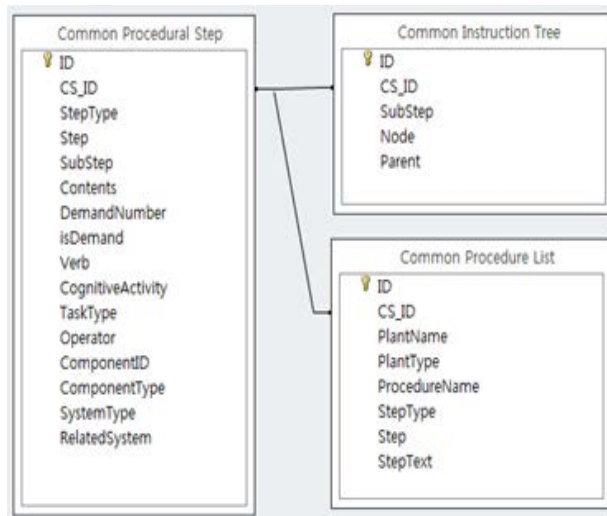 Common Procedural Step
ID
CS_ID
StepType
Step
SubStep
Contents
DemandNumber
isDemand
Verb
CognitiveActivity
TaskType
Operator
ComponentID
ComponentType
SystemType
RelatedSystem
Common Instruction Tree
ID
CS_ID
SubStep
Node
Parent
Common Procedure List
ID
CS_ID
PlantName
PlantType
ProcedureName
StepType
Step
StepText